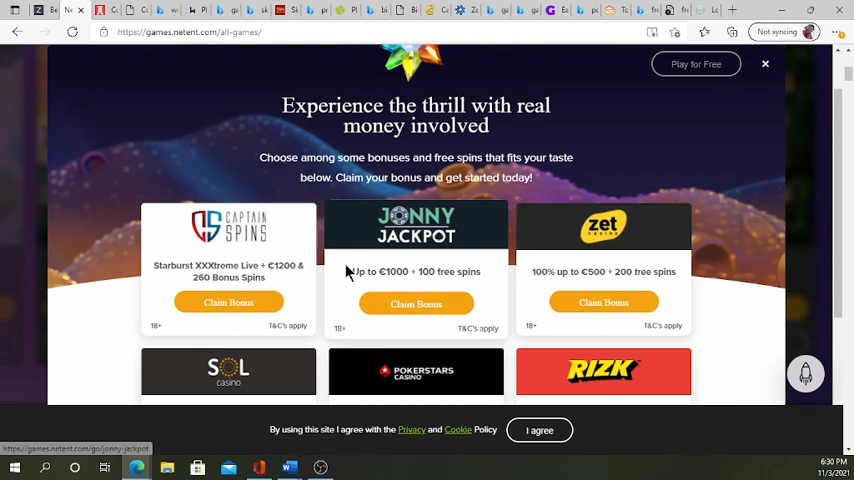 Be
Ne
https://games.netent.com/all-games/
Not syncing
Play for Free
Experience the thrill with real
money involved
Choose among some bonuses and free spins that fits your taste
below. Claim your bonus and get started today!
CAPTAIN
SPINS
Starburst XXXtreme Live + €1200 &
260 Bonus Spins
Claim Bonus
18+
T&C's apply
JONNY
JACKPOT
Up to €1000 + 100 free spins
Claim Bonus
18+
T&C's apply
zet
CASINO
100% up to €500 + 200 free spins
Claim Bonus
18+
T&C's apply
SOL
casino
POKERSTARS
CASINO
RIZK
By using this site I agree with the Privacy and Cookie Policy
I agree
https://games.netent.com/go/jonny-jackpot
6:30 PM
11/3/2021